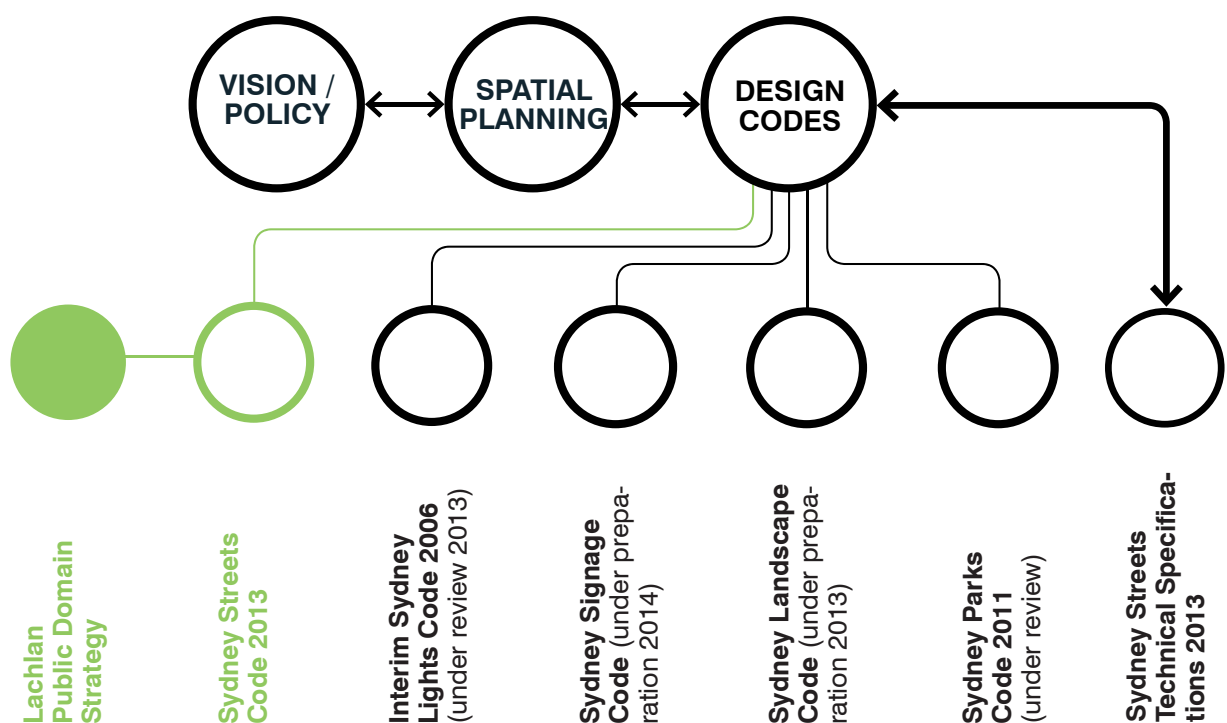 VISION /
POLICY
SPATIAL
PLANNING
DESIGN
CODES
Lachlan
Public Domain
Strategy
Sydney Streets
Code 2013
Interim Sydney
Lights Code 2006
(under review 2013)
Sydney Signage
Code (under prepa-
ration 2014)
Sydney Landscape
Code (under prepa-
ration 2013)
Sydney Parks
Code 2011
(under review)
Sydney Streets
Technical Specifica-
tions 2013